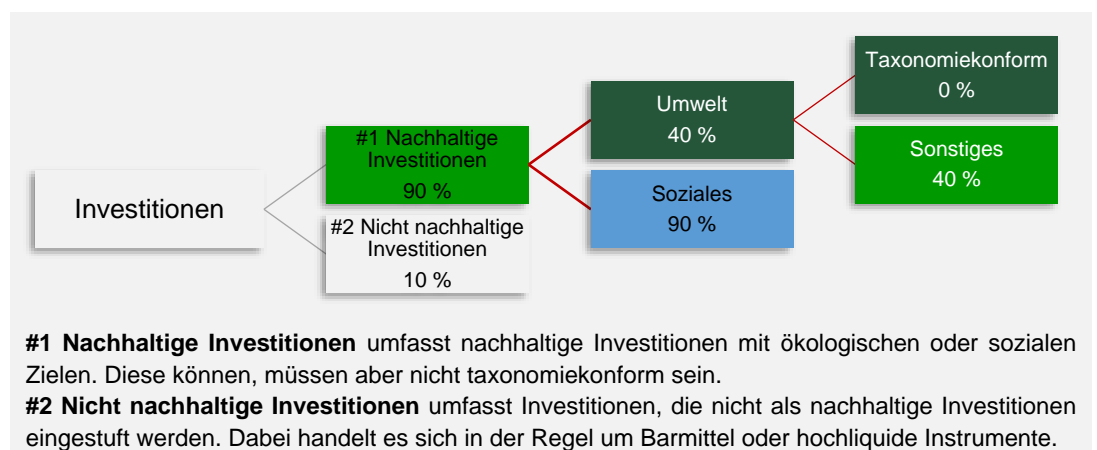 Investitionen
#1 Nachhaltige
Investitionen
90 %
#2 Nicht nachhaltige
Investitionen
10 %
Umwelt
40 %
Soziales
90 %
Taxonomiekonform
0 %
Sonstiges
40 %
#1 Nachhaltige Investitionen umfasst nachhaltige Investitionen mit ökologischen oder sozialen
Zielen. Diese können, müssen aber nicht taxonomiekonform sein.
#2 Nicht nachhaltige Investitionen umfasst Investitionen, die nicht als nachhaltige Investitionen
eingestuft werden. Dabei handelt es sich in der Regel um Barmittel oder hochliquide Instrumente.